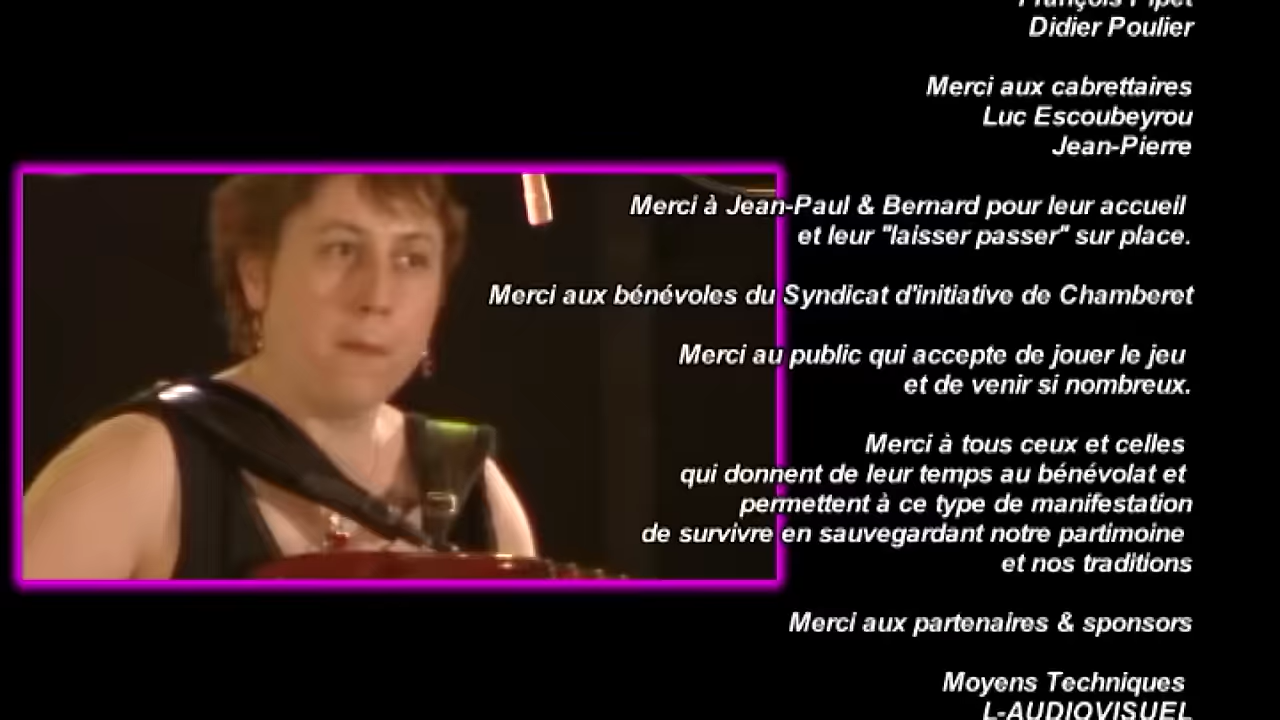 François Pipet
Didier Poulier
Merci aux cabrettaires
Luc Escoubeyrou
Jean-Pierre
Merci à Jean-Paul & Bernard pour leur accueil
et leur "laisser passer" sur place.
Merci aux bénévoles du Syndicat d'initiative de Chamberet
Merci au public qui accepte de jouer le jeu
et de venir si nombreux.
Merci à tous ceux et celles
qui donnent de leur temps au bénévolat et
permettent à ce type de manifestation
de survivre en sauvegardant notre partimoine
et nos traditions
Merci aux partenaires & sponsors
Moyens Techniques
L-AUDIOVISUEL